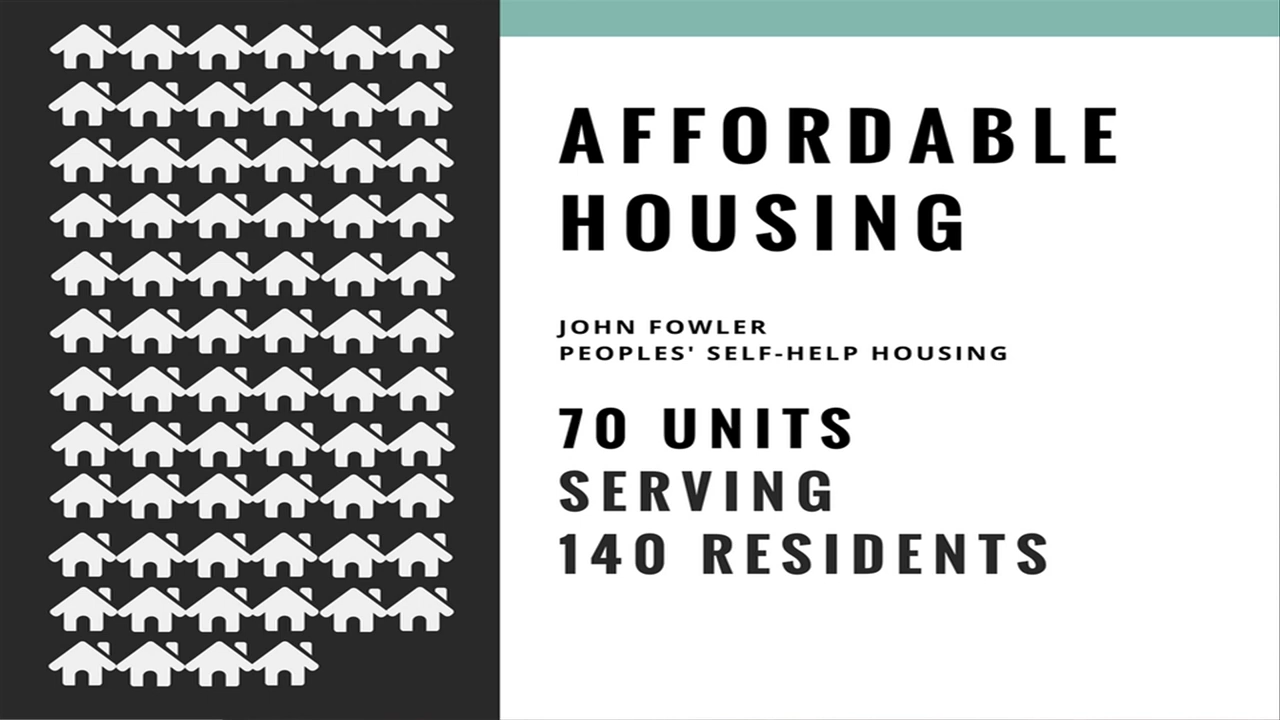 AFFORDABLE
HOUSING
JOHN FOWLER
PEOPLES' SELF-HELP HOUSING
70 UNITS
SERVING
140 RESIDENTS